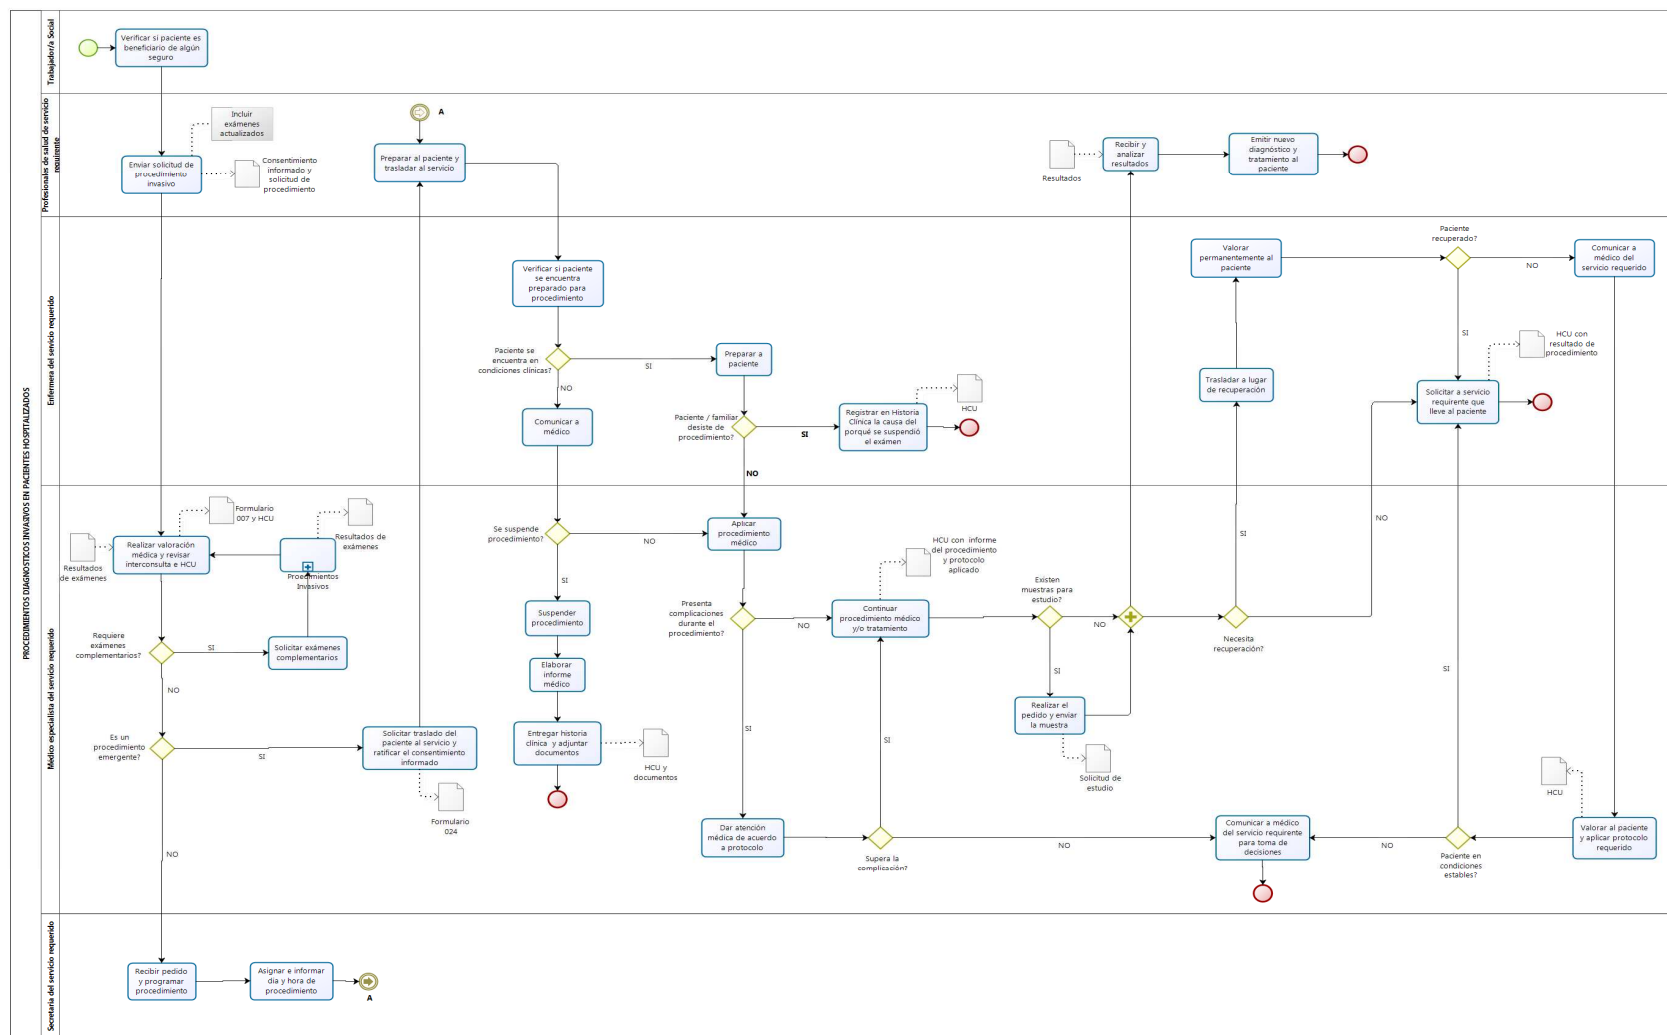 PROCEDIMIENTOS DIAGNOSTICOS INVASIVOS EN PACIENTES HOSPITALIZADOS
Trabajador/a Social
Verificar si paciente es
beneficiario de algún
seguro
Profesionales de salud de servicio
requirente
Incluir
exámenes
actualizados
Enviar solicitud de
procedimiento
invasivo
Consentimiento
informado y
solicitud de
procedimiento
A
Preparar al paciente y
trasladar al servicio
Resultados
Recibir y
analizar
resultados
Emitir nuevo
diagnóstico y
tratamiento al
paciente
Enfermera del servicio requerido
Verificar si paciente
se encuentra
preparado para
procedimiento
Paciente se
encuentra en
condiciones clínicas?
SI
NO
Preparar a
paciente
Comunicar a
médico
Paciente / familiar
desiste de
procedimiento?
SI
NO
Registrar en Historia
Clínica la causa del
porqué se suspendió
el exámen
HCU
Valorar
permanentemente al
paciente
Trasladar a lugar
de recuperación
Paciente
recuperado?
NO
SI
Comunicar a
médico del
servicio requerido
HCU con
resultado de
procedimiento
Solicitar a servicio
requirente que
lleve al paciente
Médico especialista del servicio requerido
Formulario
007 y HCU
Resultados
de exámenes
Realizar valoración
médica y revisar
interconsulta e HCU
Resultados de
exámenes
Procedimientos
Invasivos
Requiere
exámenes
complementarios?
SI
NO
Solicitar exámenes
complementarios
Es un
procedimiento
emergente?
SI
NO
Solicitar traslado del
paciente al servicio y
ratificar el consentimiento
informado
Formulario
024
Se suspende
procedimiento?
NO
SI
Suspender
procedimiento
Elaborar
informe
médico
Entregar historia
clínica y adjuntar
documentos
HCU y
documentos
Aplicar
procedimiento
médico
Presenta
complicaciones
durante el
procedimiento?
NO
SI
Dar atención
médica de acuerdo
a protocolo
Supera la
complicación?
SI
NO
Continuar
procedimiento médico
y/o tratamiento
HCU con informe
del procedimiento
y protocolo
aplicado
Existen
muestras para
estudio?
NO
SI
Realizar el
pedido y enviar
la muestra
Solicitud de
estudio
Necesita
recuperación?
SI
NO
Comunicar a médico
del servicio requirente
para toma de
decisiones
NO
SI
Paciente en
condiciones
estables?
HCU
Valorar al paciente
y aplicar protocolo
requerido
Secretaria del servicio requerido
Recibir pedido
y programar
procedimiento
Asignar e informar
día y hora de
procedimiento
A